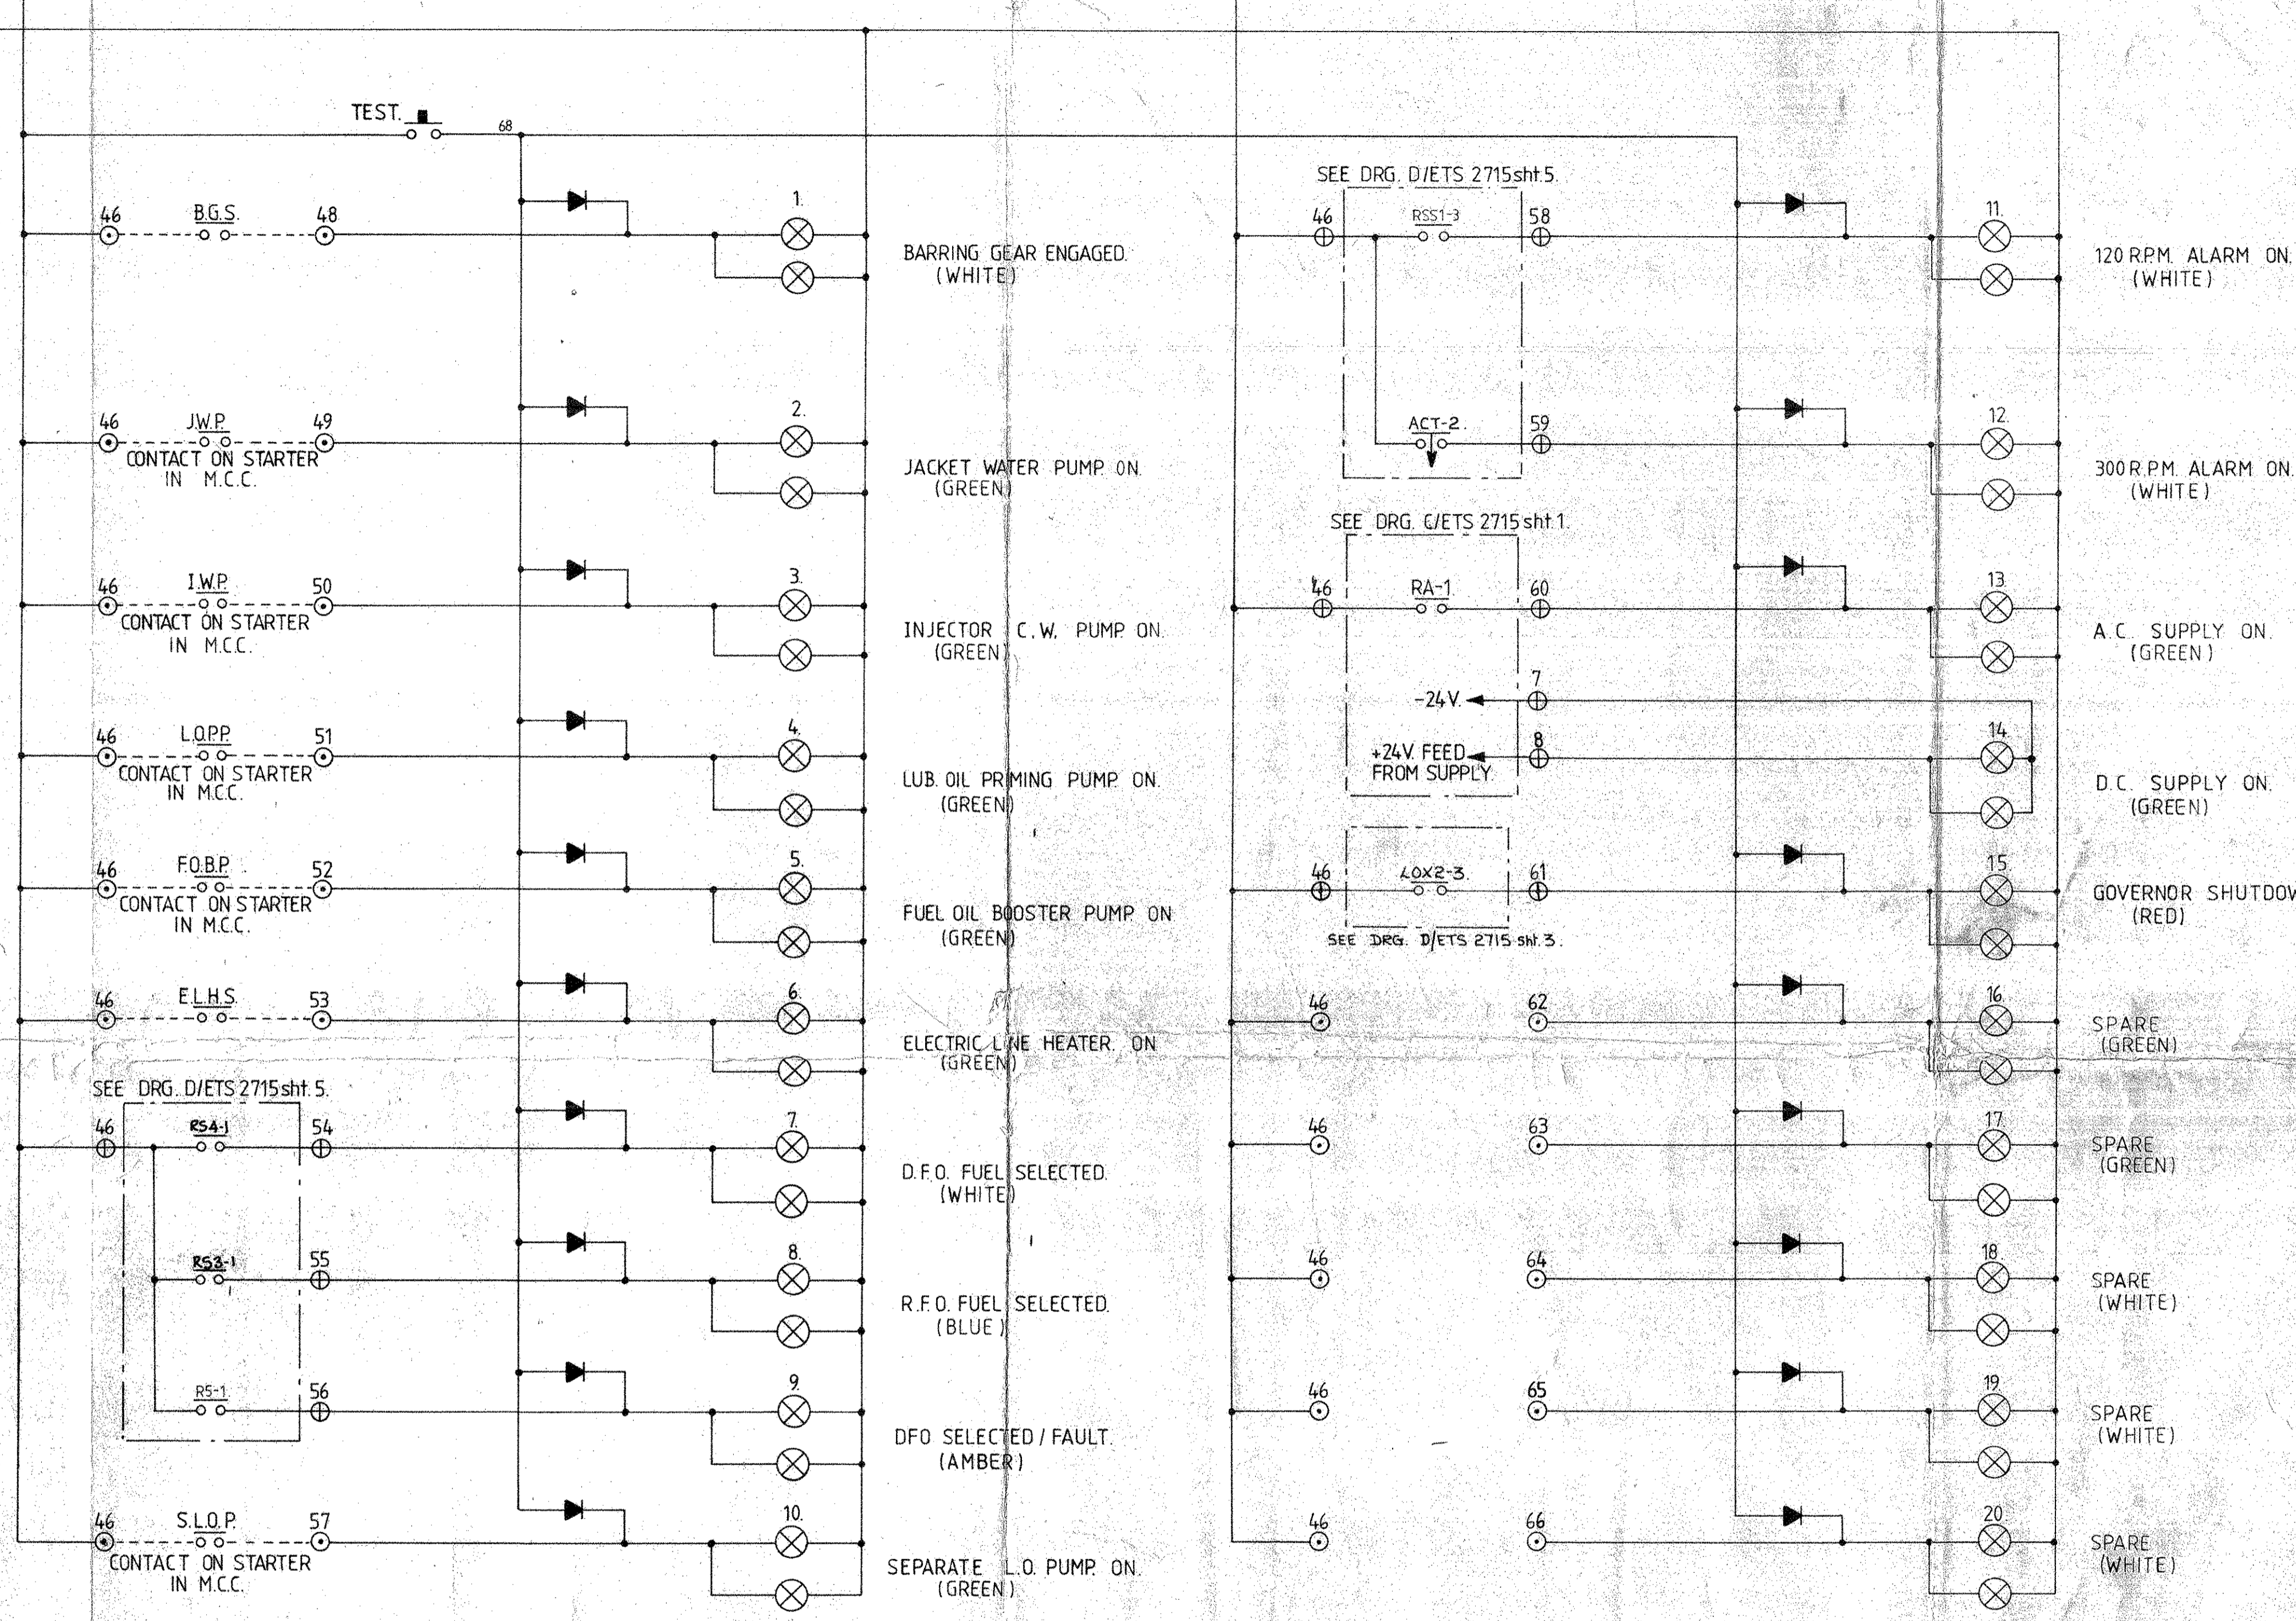 TEST.
68
1.
46
B.G.S.
48
BARRING GEAR ENGAGED.
(WHITE)
2.
46
J.W.P.
49
CONTACT ON STARTER
IN M.C.C.
JACKET WATER PUMP. ON.
(GREEN)
3.
46
I.W.P.
50
CONTACT ON STARTER
IN M.C.C.
INJECTOR C.W. PUMP. ON.
(GREEN)
4.
46
L.O.P.P.
51
CONTACT ON STARTER
IN M.C.C.
LUB. OIL PRIMING PUMP. ON.
(GREEN)
5.
46
F.O.B.P.
52
CONTACT ON STARTER
IN M.C.C.
FUEL OIL BOOSTER PUMP. ON
(GREEN)
6.
46
E.L.H.S.
53
ELECTRIC LINE HEATER. ON
(GREEN)
SEE DRG. D/ETS 2715 sht. 5.
7.
46
RS4-1
54
D.F.O. FUEL SELECTED.
(WHITE)
8.
RS3-1
55
R.F.O. FUEL SELECTED.
(BLUE)
9.
R5-1
56
DFO SELECTED / FAULT.
(AMBER)
10.
46
S.L.O.P.
57
CONTACT ON STARTER
IN M.C.C.
SEPARATE L.O. PUMP. ON.
(GREEN)
SEE DRG. D/ETS 2715 sht. 5.
11.
46
RSS1-3
58
120 R.P.M. ALARM ON.
(WHITE)
12.
ACT-2.
59
300 R.P.M. ALARM ON.
(WHITE)
SEE DRG. C/ETS 2715 sht. 1.
13.
46
RA-1
60
A.C. SUPPLY ON.
(GREEN)
7
-24V.
14.
8
+24V. FEED
FROM SUPPLY.
D.C. SUPPLY ON.
(GREEN)
15
46
LOX2-3.
61
GOVERNOR SHUTDOW
(RED)
SEE DRG. D/ETS 2715 sht. 3.
16.
46
62
SPARE
(GREEN)
17
46
63
SPARE
(GREEN)
18
46
64
SPARE
(WHITE)
19.
46
65
SPARE
(WHITE)
20.
46
66
SPARE
(WHITE)